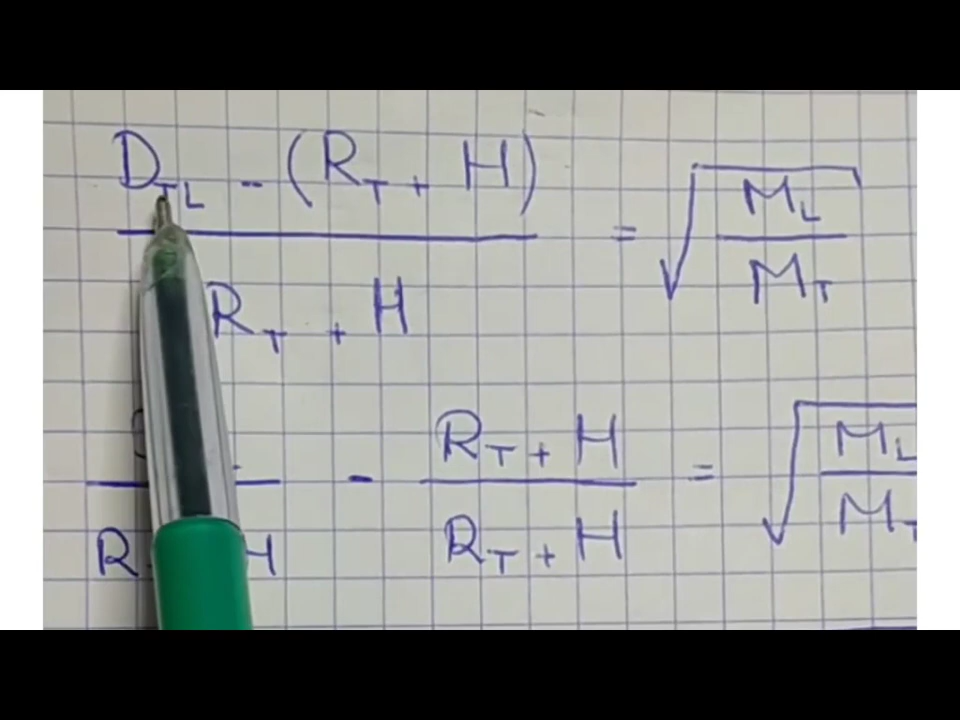 D_TL - (R_T + H) / R_T + H = √(M_L / M_T)
- R_T + H / R_T + H = √(M_L / M_T)